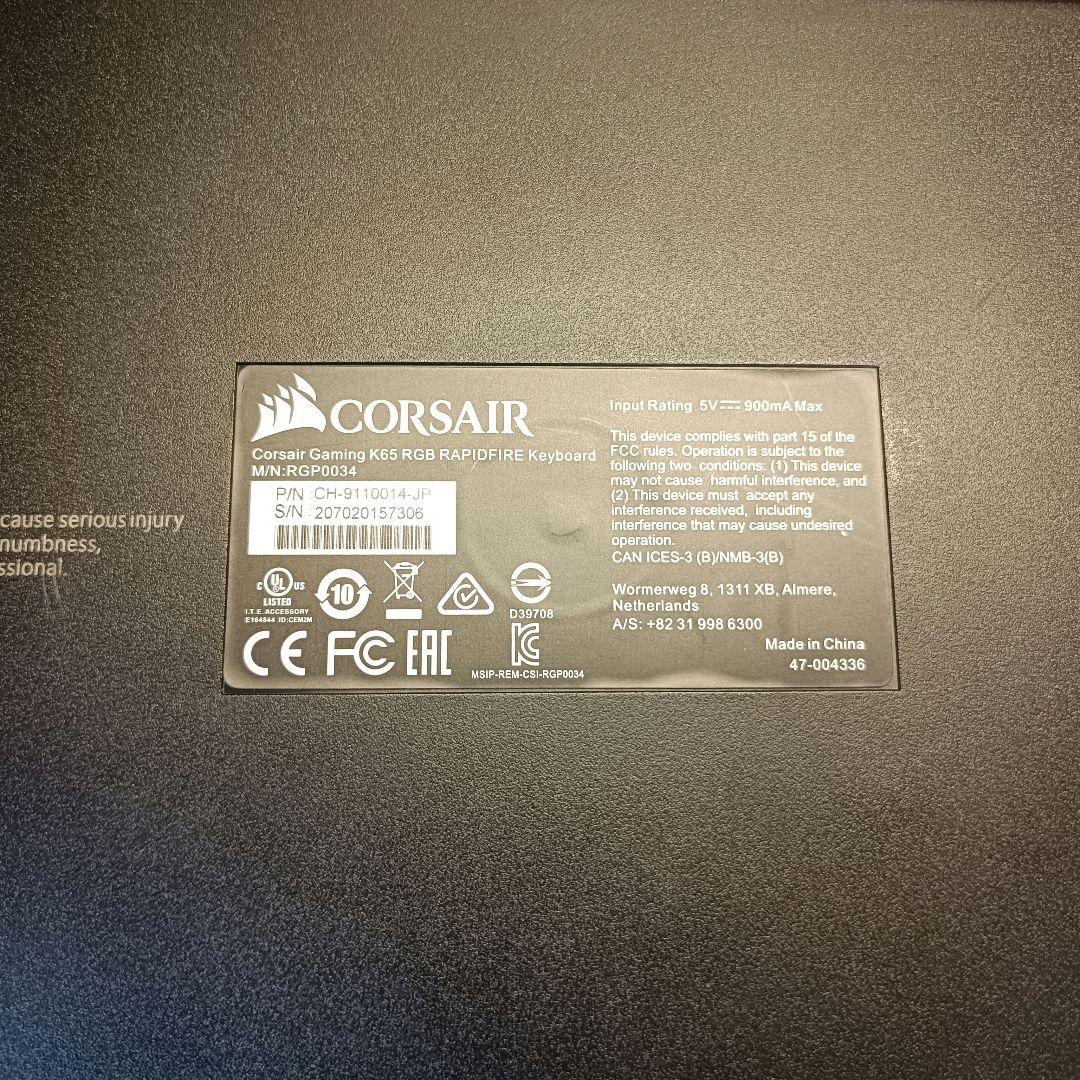 cause serious injury
numbness,
ssional
CORSAIR
Corsair Gaming K65 RGB RAPIDFIRE Keyboard
M/N:RGP0034
P/N : CH-9110014-JP
S/N : 207020157306
c UL US
LISTED
I.T.E. ACCESSORY
E164844 ID:CEM2M
10
D39708
CE FC EAC
MSIP-REM-CSI-RGP0034
Input Rating 5V⎓ 900mA Max
This device complies with part 15 of the
FCC rules. Operation is subject to the
following two conditions: (1) This device
may not cause harmful interference, and
(2) This device must accept any
interference received, including
interference that may cause undesired
operation.
CAN ICES-3 (B)/NMB-3(B)
Wormerweg 8, 1311 XB, Almere,
Netherlands
A/S: +82 31 998 6300
Made in China
47-004336